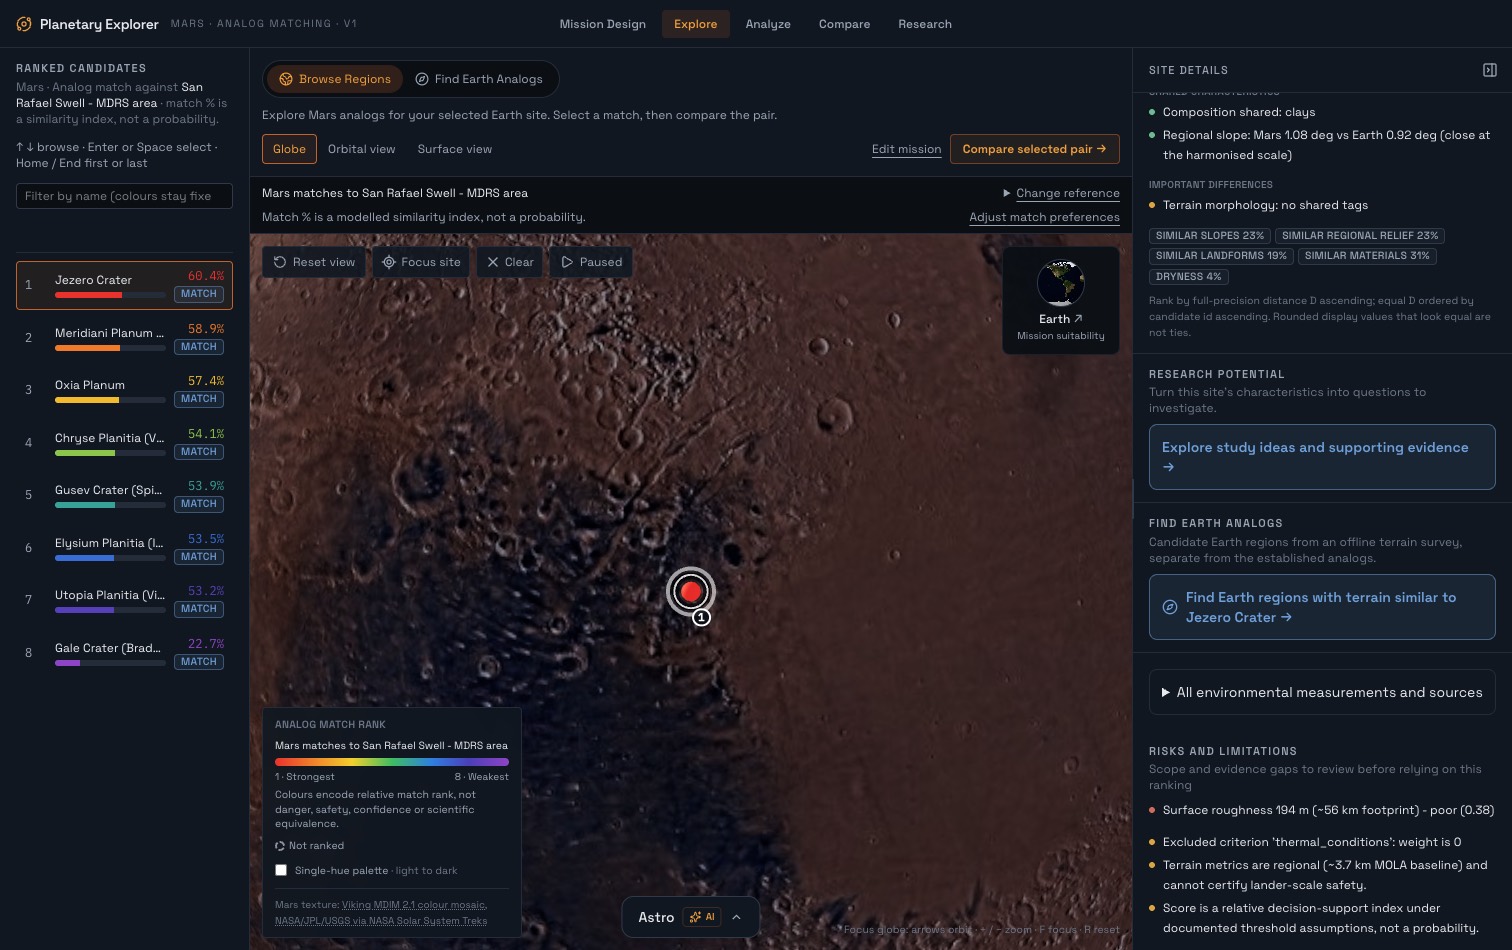 Planetary Explorer
MARS · ANALOG MATCHING · V1
Mission Design
Explore
Analyze
Compare
Research
RANKED CANDIDATES
Mars · Analog match against San
Rafael Swell - MDRS area · match % is
a similarity index, not a probability.
↑ ↓ browse · Enter or Space select ·
Home / End first or last
Filter by name (colours stay fixe
1
Jezero Crater
60.4%
MATCH
2
Meridiani Planum ...
58.9%
MATCH
3
Oxia Planum
57.4%
MATCH
4
Chryse Planitia (V...
54.1%
MATCH
5
Gusev Crater (Spi...
53.9%
MATCH
6
Elysium Planitia (I...
53.5%
MATCH
7
Utopia Planitia (Vi...
53.2%
MATCH
8
Gale Crater (Brad...
22.7%
MATCH
Browse Regions
Find Earth Analogs
Explore Mars analogs for your selected Earth site. Select a match, then compare the pair.
Globe
Orbital view
Surface view
Edit mission
Compare selected pair →
Mars matches to San Rafael Swell - MDRS area
▶ Change reference
Match % is a modelled similarity index, not a probability.
Adjust match preferences
Reset view
Focus site
Clear
Paused
Earth ↗
Mission suitability
1
ANALOG MATCH RANK
Mars matches to San Rafael Swell - MDRS area
1 · Strongest
8 · Weakest
Colours encode relative match rank, not
danger, safety, confidence or scientific
equivalence.
Not ranked
Single-hue palette · light to dark
Mars texture: Viking MDIM 2.1 colour mosaic,
NASA/JPL/USGS via NASA Solar System Treks
Astro
AI
Focus globe: arrows orbit · + / − zoom · F focus · R reset
SITE DETAILS
SHARED CHARACTERISTICS
Composition shared: clays
Regional slope: Mars 1.08 deg vs Earth 0.92 deg (close at
the harmonised scale)
IMPORTANT DIFFERENCES
Terrain morphology: no shared tags
SIMILAR SLOPES 23%
SIMILAR REGIONAL RELIEF 23%
SIMILAR LANDFORMS 19%
SIMILAR MATERIALS 31%
DRYNESS 4%
Rank by full-precision distance D ascending; equal D ordered by
candidate id ascending. Rounded display values that look equal are
not ties.
RESEARCH POTENTIAL
Turn this site's characteristics into questions to
investigate.
Explore study ideas and supporting evidence
→
FIND EARTH ANALOGS
Candidate Earth regions from an offline terrain survey,
separate from the established analogs.
Find Earth regions with terrain similar to
Jezero Crater →
▶ All environmental measurements and sources
RISKS AND LIMITATIONS
Scope and evidence gaps to review before relying on this
ranking
Surface roughness 194 m (~56 km footprint) - poor (0.38)
Excluded criterion 'thermal_conditions': weight is 0
Terrain metrics are regional (~3.7 km MOLA baseline) and
cannot certify lander-scale safety.
Score is a relative decision-support index under
documented threshold assumptions, not a probability.